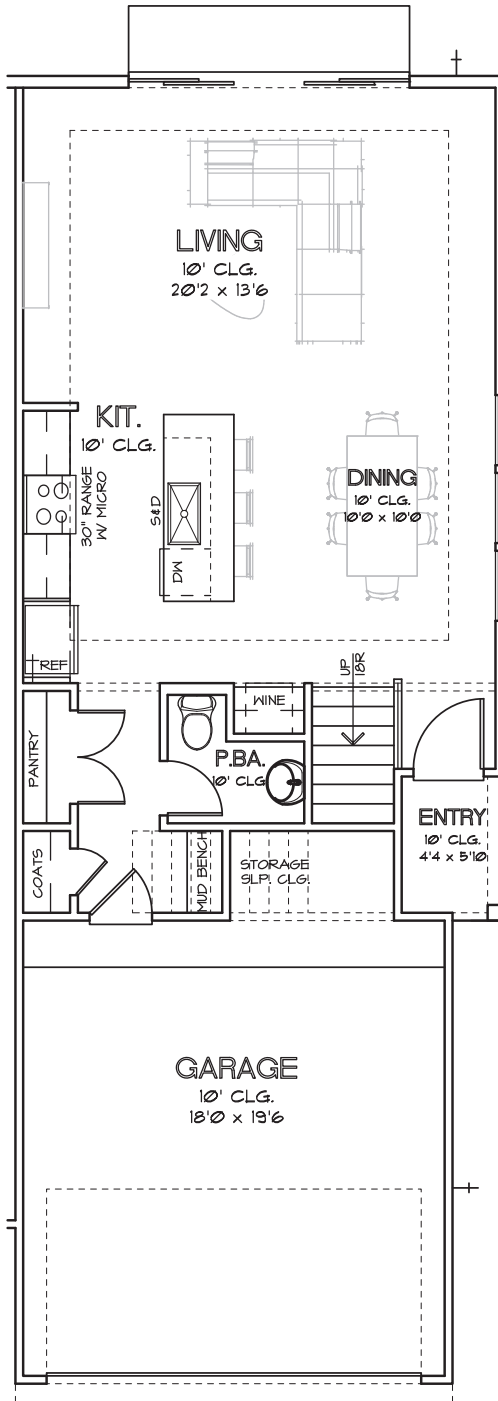 LIVING
10' CLG.
20'2 x 13'6
KIT.
10' CLG.
30" RANGE
W/ MICRO
S&D
DW
DINING
10' CLG.
10'0 x 10'0
REF
UP
18R
WINE
PANTRY
P.BA.
10' CLG
ENTRY
10' CLG.
4'4 x 5'10
COATS
MUD BENCH
STORAGE
SLP. CLG.
GARAGE
10' CLG.
18'0 x 19'6